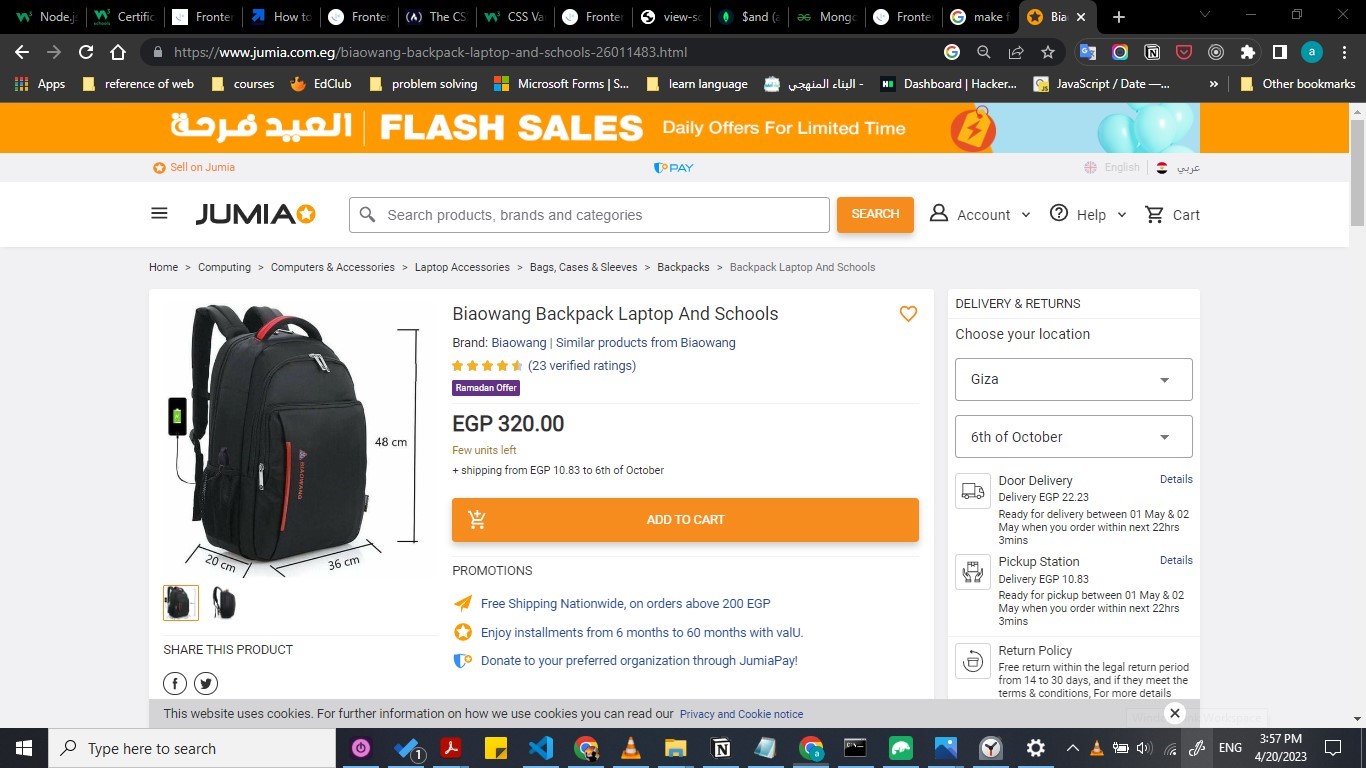 Node.js
Certific
Fronter
How to
Fronter
The CS
CSS Va
Fronter
view-sc
$and (a
Mongo
Fronter
make f
Bia
https://www.jumia.com.eg/biaowang-backpack-laptop-and-schools-26011483.html
a
Apps
reference of web
courses
EdClub
problem solving
Microsoft Forms | S...
learn language
البناء المنهجي -
Dashboard | Hacker...
JavaScript / Date —...
»
Other bookmarks
العيد فرحة
FLASH SALES
Daily Offers For Limited Time
Sell on Jumia
PAY
English
عربي
JUMIA
Search products, brands and categories
SEARCH
Account
Help
Cart
Home > Computing > Computers & Accessories > Laptop Accessories > Bags, Cases & Sleeves > Backpacks > Backpack Laptop And Schools
48 cm
20 cm
36 cm
BIAOWANG
SHARE THIS PRODUCT
Biaowang Backpack Laptop And Schools
Brand: Biaowang | Similar products from Biaowang
(23 verified ratings)
Ramadan Offer
EGP 320.00
Few units left
+ shipping from EGP 10.83 to 6th of October
ADD TO CART
PROMOTIONS
Free Shipping Nationwide, on orders above 200 EGP
Enjoy installments from 6 months to 60 months with valU.
Donate to your preferred organization through JumiaPay!
DELIVERY & RETURNS
Choose your location
Giza
6th of October
Door Delivery
Details
Delivery EGP 22.23
Ready for delivery between 01 May & 02
May when you order within next 22hrs
3mins
Pickup Station
Details
Delivery EGP 10.83
Ready for pickup between 01 May & 02
May when you order within next 22hrs
3mins
Return Policy
Free return within the legal return period
from 14 to 30 days, and if they meet the
terms & conditions, For more details
This website uses cookies. For further information on how we use cookies you can read our Privacy and Cookie notice
Type here to search
1
ENG
3:57 PM
4/20/2023